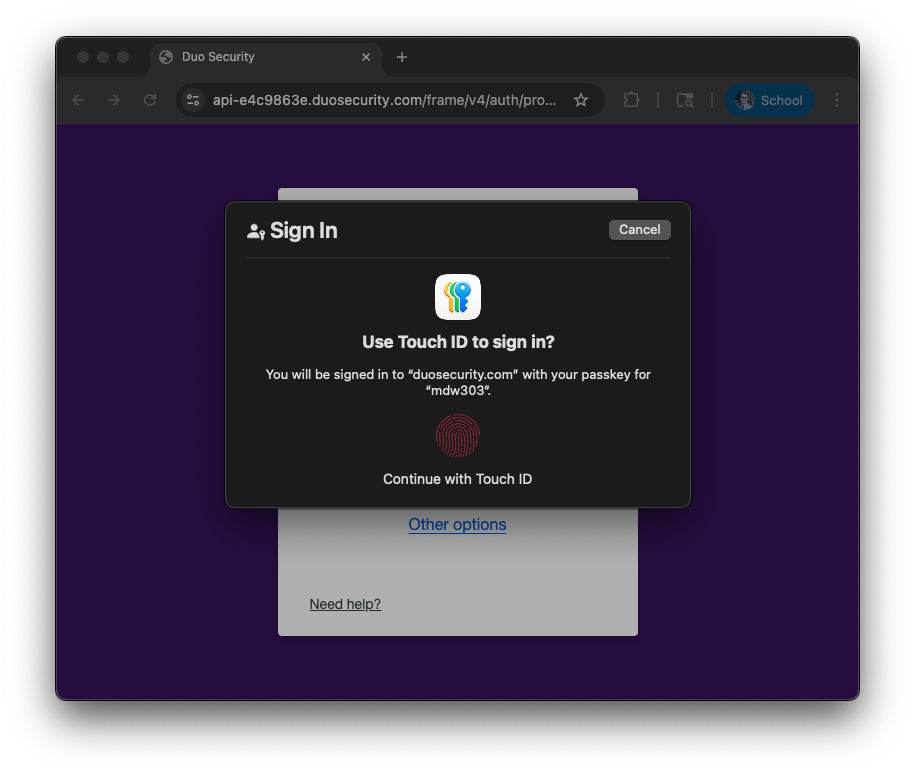 Duo Security
api-e4c9863e.duosecurity.com/frame/v4/auth/pro...
School
Sign In
Cancel
Use Touch ID to sign in?
You will be signed in to “duosecurity.com” with your passkey for
“mdw303”.
Continue with Touch ID
Other options
Need help?